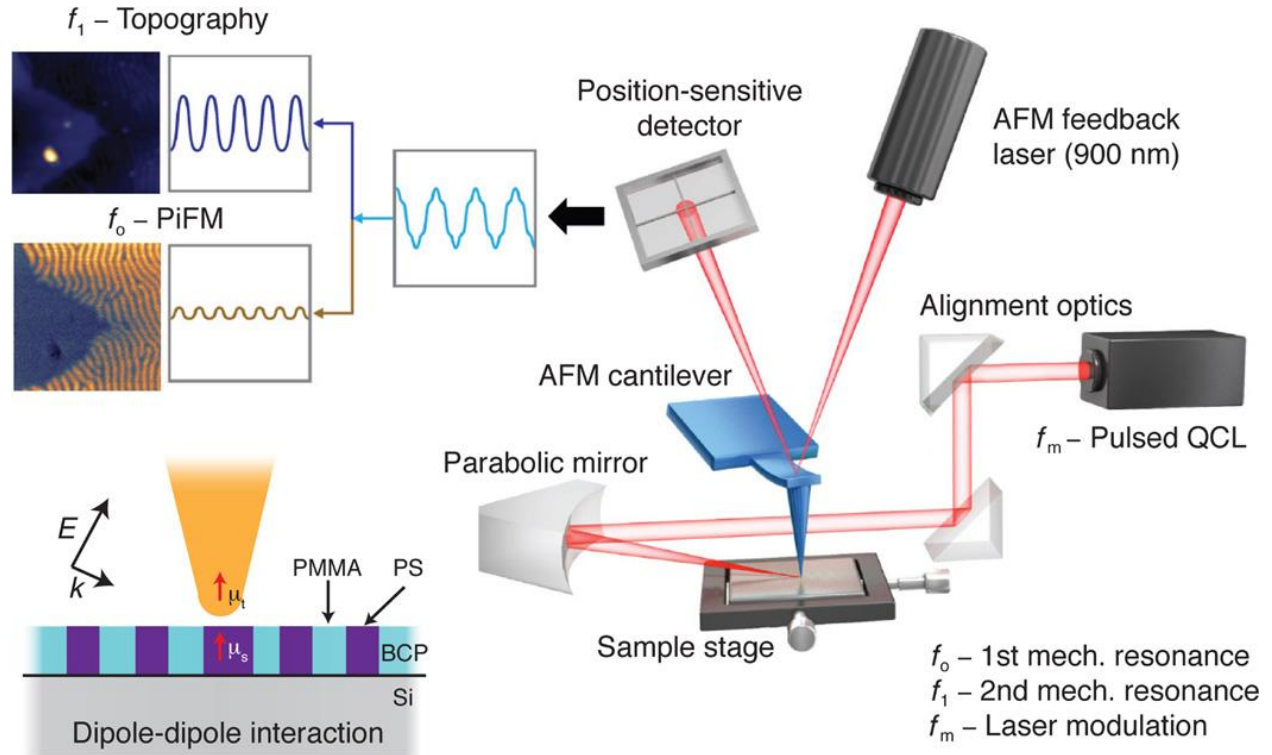 f₁ – Topography
fₒ – PiFM
Position-sensitive
detector
AFM feedback
laser (900 nm)
Alignment optics
fₘ – Pulsed QCL
AFM cantilever
Parabolic mirror
Sample stage
E
k
μₜ
μₛ
PMMA
PS
BCP
Si
Dipole-dipole interaction
fₒ – 1st mech. resonance
f₁ – 2nd mech. resonance
fₘ – Laser modulation